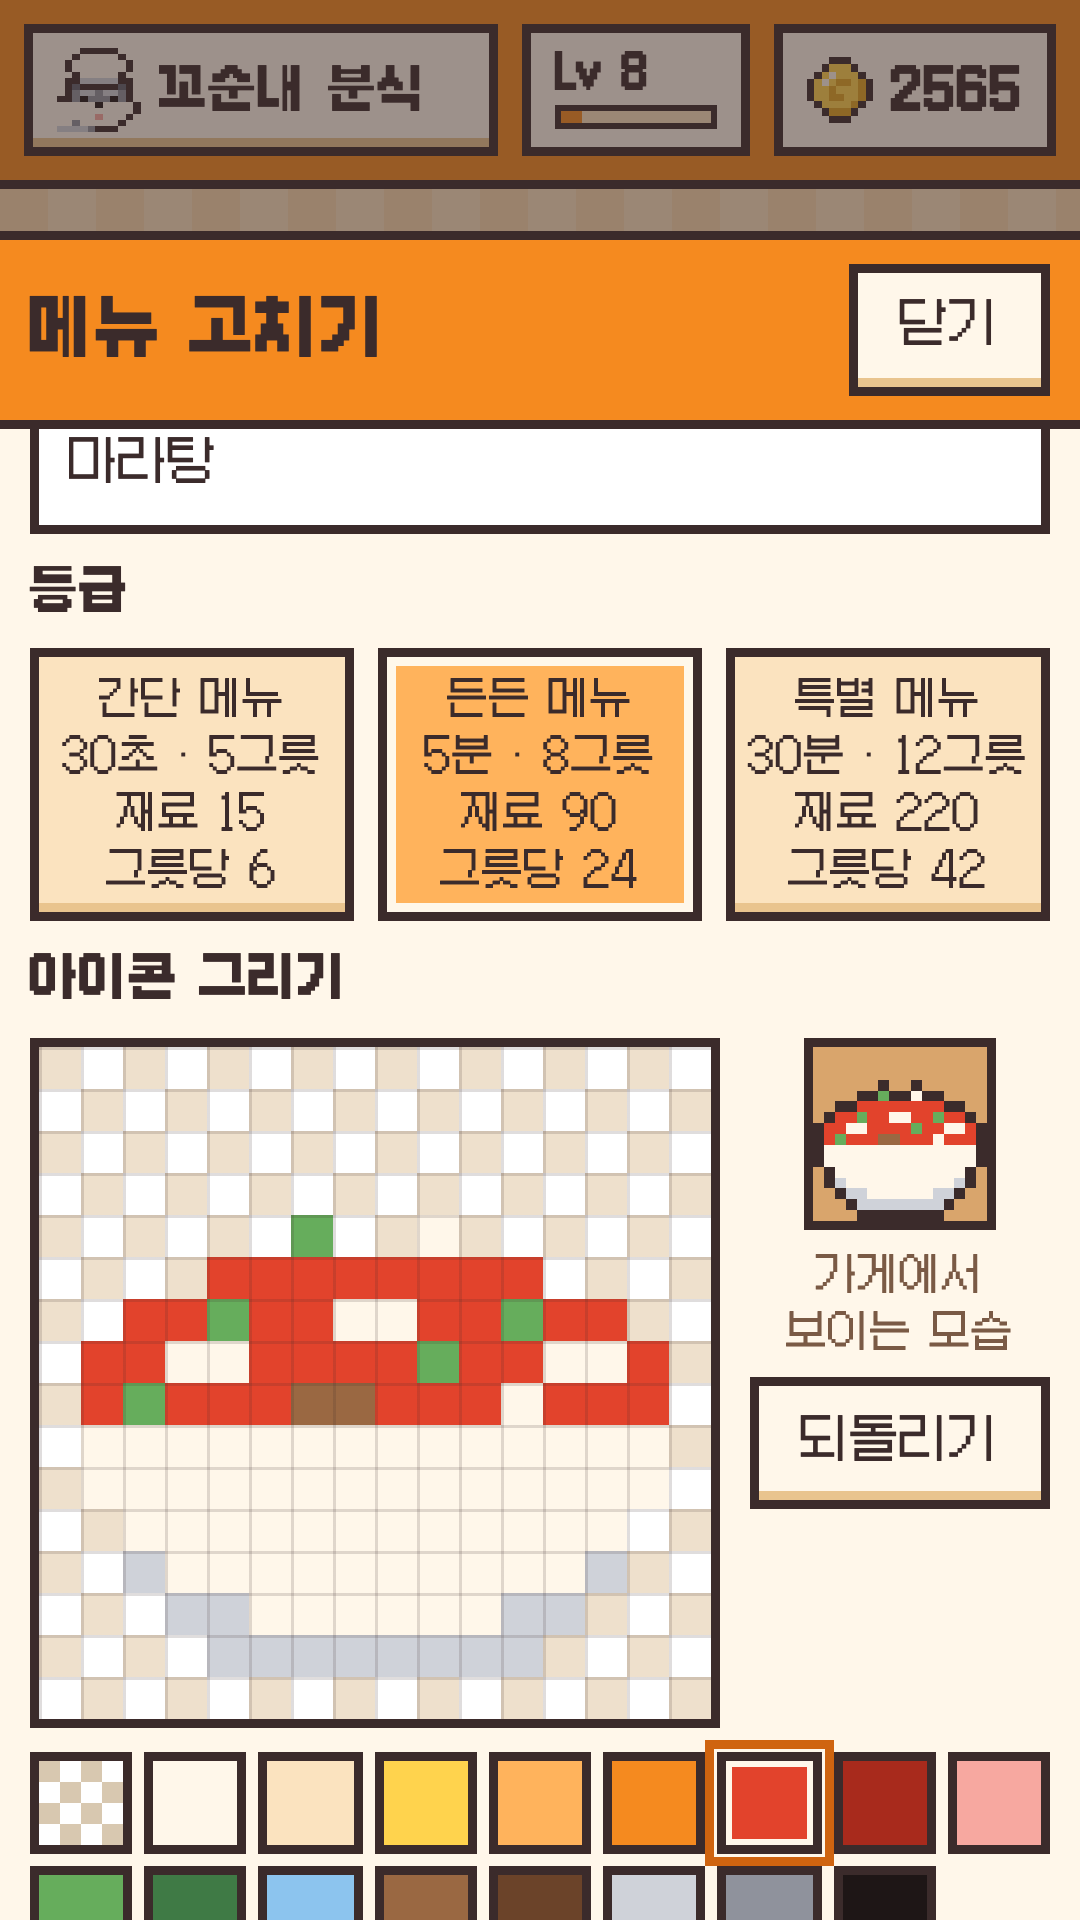 꼬순내 분식
Lv 8
2565
메뉴 고치기
닫기
마라탕
등급
간단 메뉴
30초 · 5그릇
재료 15
그릇당 6
든든 메뉴
5분 · 8그릇
재료 90
그릇당 24
특별 메뉴
30분 · 12그릇
재료 220
그릇당 42
아이콘 그리기
가게에서
보이는 모습
되돌리기